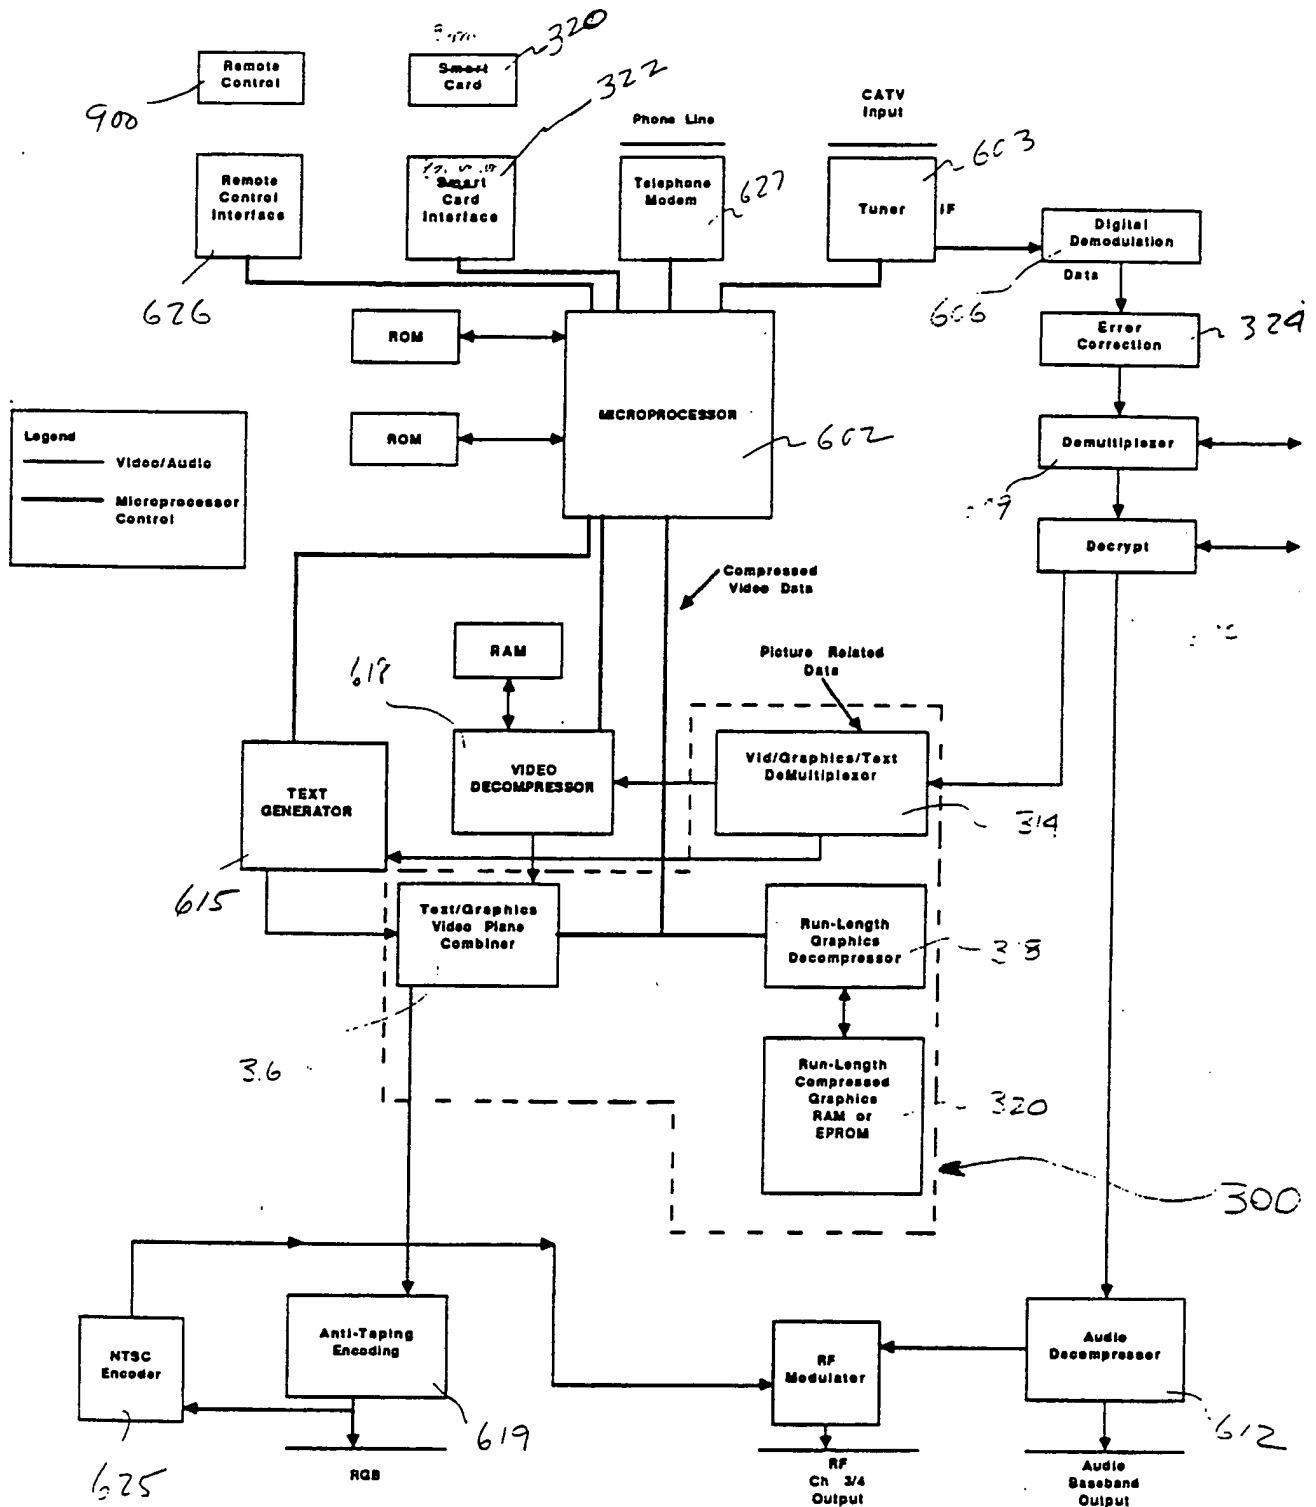 320
Remote
Control
Smart
Card
900
322
CATV
Input
Phone Line
603
Remote
Control
Interface
Smart
Card
Interface
Telephone
Modem
627
Tuner
IF
Digital
Demodulation
Data
626
606
ROM
Error
Correction
324
MICROPROCESSOR
602
ROM
Demultiplexer
Legend
Video/Audio
Microprocessor
Control
Decrypt
Compressed
Video Data
RAM
Picture Related
Data
618
VIDEO
DECOMPRESSOR
Vid/Graphics/Text
DeMultiplexor
TEXT
GENERATOR
314
615
Text/Graphics
Video Plane
Combiner
Run-Length
Graphics
Decompressor
318
Run-Length
Compressed
Graphics
RAM or
EPROM
320
300
NTSC
Encoder
Anti-Taping
Encoding
RF
Modulator
Audio
Decompresser
619
612
625
RGB
RF
Ch 3/4
Output
Audio
Baseband
Output